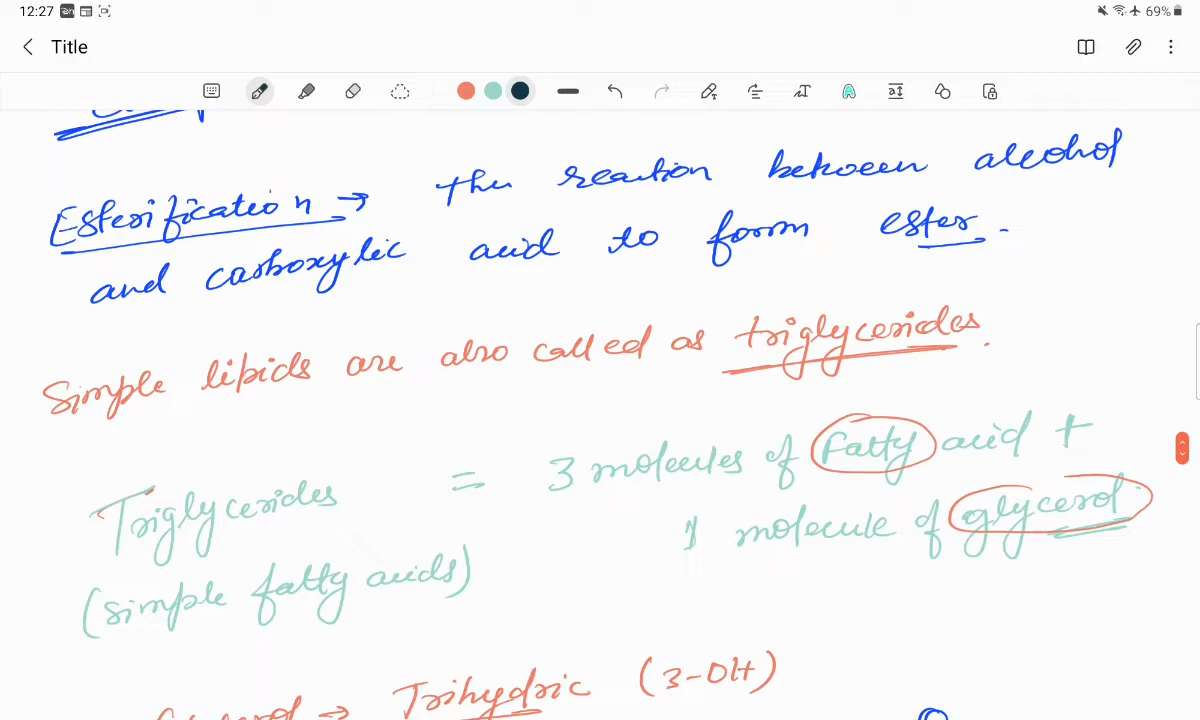 12:27
69%
Title
Esterification → The reaction between alcohol
and carboxylic acid to form ester.
Simple lipids are also called as triglycerides.
Triglycerides = 3 molecules of fatty acid +
1 molecule of glycerol.
(simple fatty acids)
→ Trihydric (3-OH)